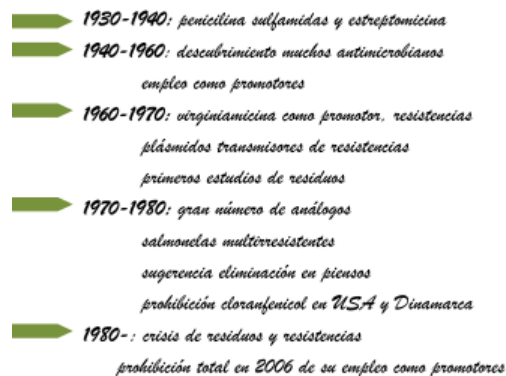 1930-1940: penicilina sulfamidas y estreptomicina
1940-1960: descubrimiento muchos antimicrobianos
empleo como promotores
1960-1970: virginiamicina como promotor, resistencias
plásmidos transmisores de resistencias
primeros estudios de residuos
1970-1980: gran número de análogos
salmonelas multirresistentes
sugerencia eliminación en piensos
prohibición cloranfenicol en USA y Dinamarca
1980-: crisis de residuos y resistencias
prohibición total en 2006 de su empleo como promotores